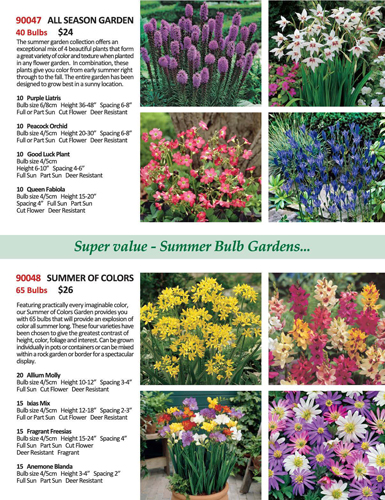 90047 ALL SEASON GARDEN
40 Bulbs $24
The summer garden collection offers an
exceptional mix of 4 beautiful plants that form
a great variety of color and texture when planted
in any flower garden. In combination, these
plants give you color from early summer right
through to the fall. The entire garden has been
designed to grow best in a sunny location.
10 Purple Liatris
Bulb size 6/8cm Height 36-48" Spacing 6-8"
Full or Part Sun Cut Flower Deer Resistant
10 Peacock Orchid
Bulb size 4/5cm Height 20-30" Spacing 6-8"
Full or Part Sun Cut Flower Deer Resistant
10 Good Luck Plant
Bulb size 4/5cm
Height 6-10" Spacing 4-6"
Full Sun Part Sun Deer Resistant
10 Queen Fabiola
Bulb size 4/5cm Height 15-20"
Spacing 4" Full Sun Part Sun
Cut Flower Deer Resistant
Super value - Summer Bulb Gardens...
90048 SUMMER OF COLORS
65 Bulbs $26
Featuring practically every imaginable color,
our Summer of Colors Garden provides you
with 65 bulbs that will provide an explosion of
color all summer long. These four varieties have
been chosen to give the greatest contrast of
height, color, foliage and interest. Can be grown
individually in pots or containers or can be mixed
within a rock garden or border for a spectacular
display.
20 Allium Molly
Bulb size 4/5cm Height 10-12" Spacing 3-4"
Full Sun Cut Flower Deer Resistant
15 Ixias Mix
Bulb size 4/5cm Height 12-18" Spacing 2-3"
Full or Part Sun Cut Flower Deer Resistant
15 Fragrant Freesias
Bulb size 4/5cm Height 15-24" Spacing 4"
Full Sun Part Sun Cut Flower
Deer Resistant Fragrant
15 Anemone Blanda
Bulb size 4/5cm Height 3-4" Spacing 2"
Full Sun or Part Sun Deer Resistant